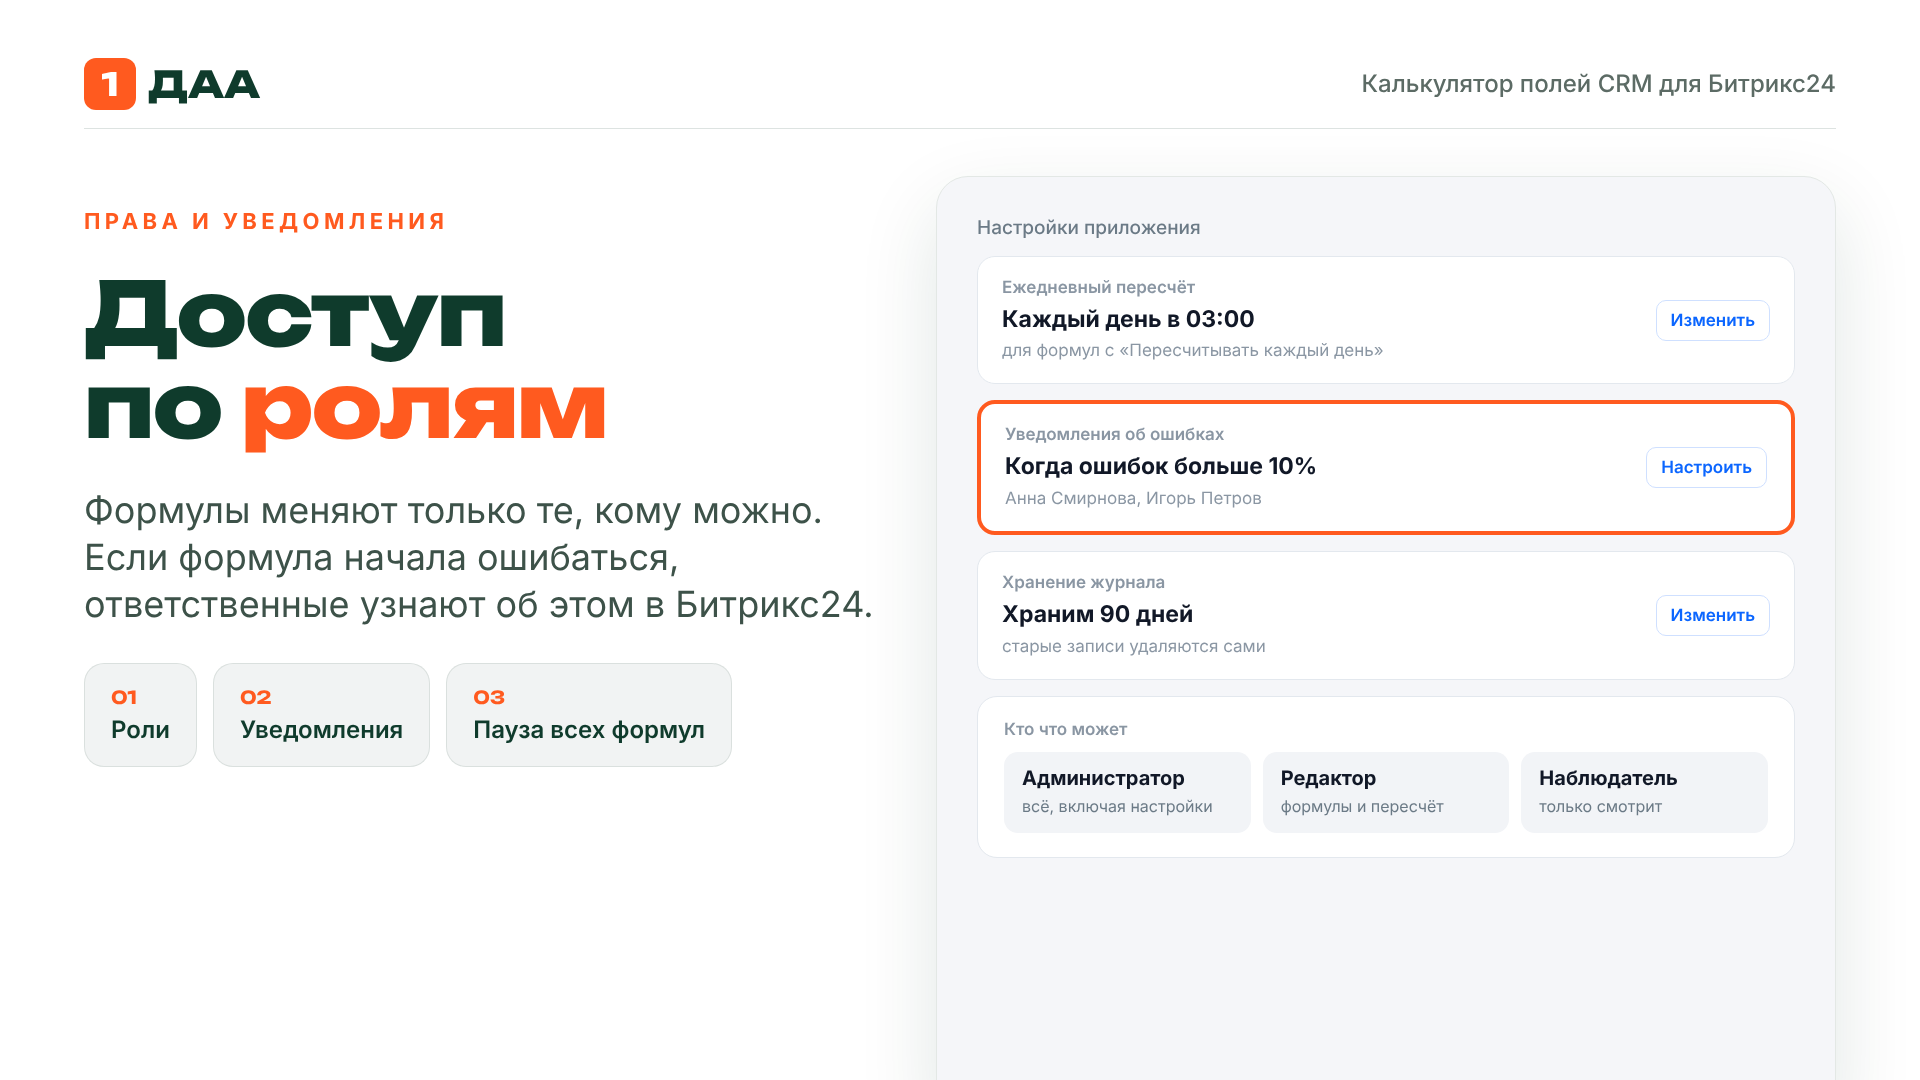 1 ДАА
Калькулятор полей CRM для Битрикс24
ПРАВА И УВЕДОМЛЕНИЯ
Доступ
по ролям
Формулы меняют только те, кому можно.
Если формула начала ошибаться,
ответственные узнают об этом в Битрикс24.
01
Роли
02
Уведомления
03
Пауза всех формул
Настройки приложения
Ежедневный пересчёт
Каждый день в 03:00
для формул с «Пересчитывать каждый день»
Изменить
Уведомления об ошибках
Когда ошибок больше 10%
Анна Смирнова, Игорь Петров
Настроить
Хранение журнала
Храним 90 дней
старые записи удаляются сами
Изменить
Кто что может
Администратор
всё, включая настройки
Редактор
формулы и пересчёт
Наблюдатель
только смотрит